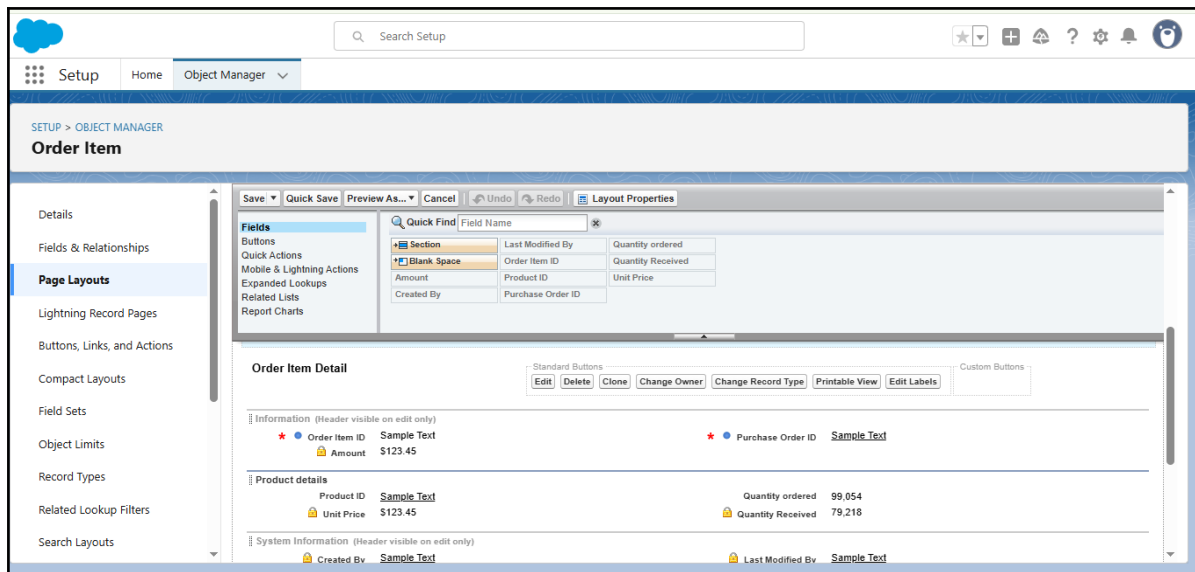 Search Setup
Setup Home Object Manager
SETUP > OBJECT MANAGER
Order Item
Details
Fields & Relationships
Page Layouts
Lightning Record Pages
Buttons, Links, and Actions
Compact Layouts
Field Sets
Object Limits
Record Types
Related Lookup Filters
Search Layouts
Save Quick Save Preview As... Cancel Undo Redo Layout Properties
Fields
Buttons
Quick Actions
Mobile & Lightning Actions
Expanded Lookups
Related Lists
Report Charts
Quick Find Field Name
Section Last Modified By Quantity ordered
Blank Space Order Item ID Quantity Received
Amount Product ID Unit Price
Created By Purchase Order ID
Order Item Detail
Standard Buttons
Edit Delete Clone Change Owner Change Record Type Printable View Edit Labels
Custom Buttons
Information (Header visible on edit only)
* Order Item ID Sample Text * Purchase Order ID Sample Text
Amount $123.45
Product details
Product ID Sample Text Quantity ordered 99,054
Unit Price $123.45 Quantity Received 79,218
System Information (Header visible on edit only)
Created By Sample Text Last Modified By Sample Text